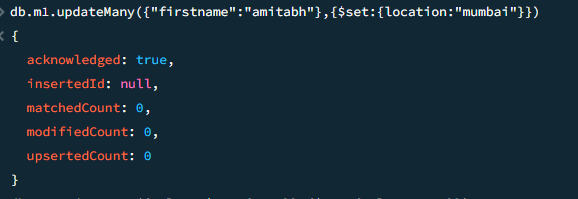 > db.m1.updateMany({"firstname":"amitabh"},{$set:{location:"mumbai"}})
< {
acknowledged: true,
insertedId: null,
matchedCount: 0,
modifiedCount: 0,
upsertedCount: 0
}